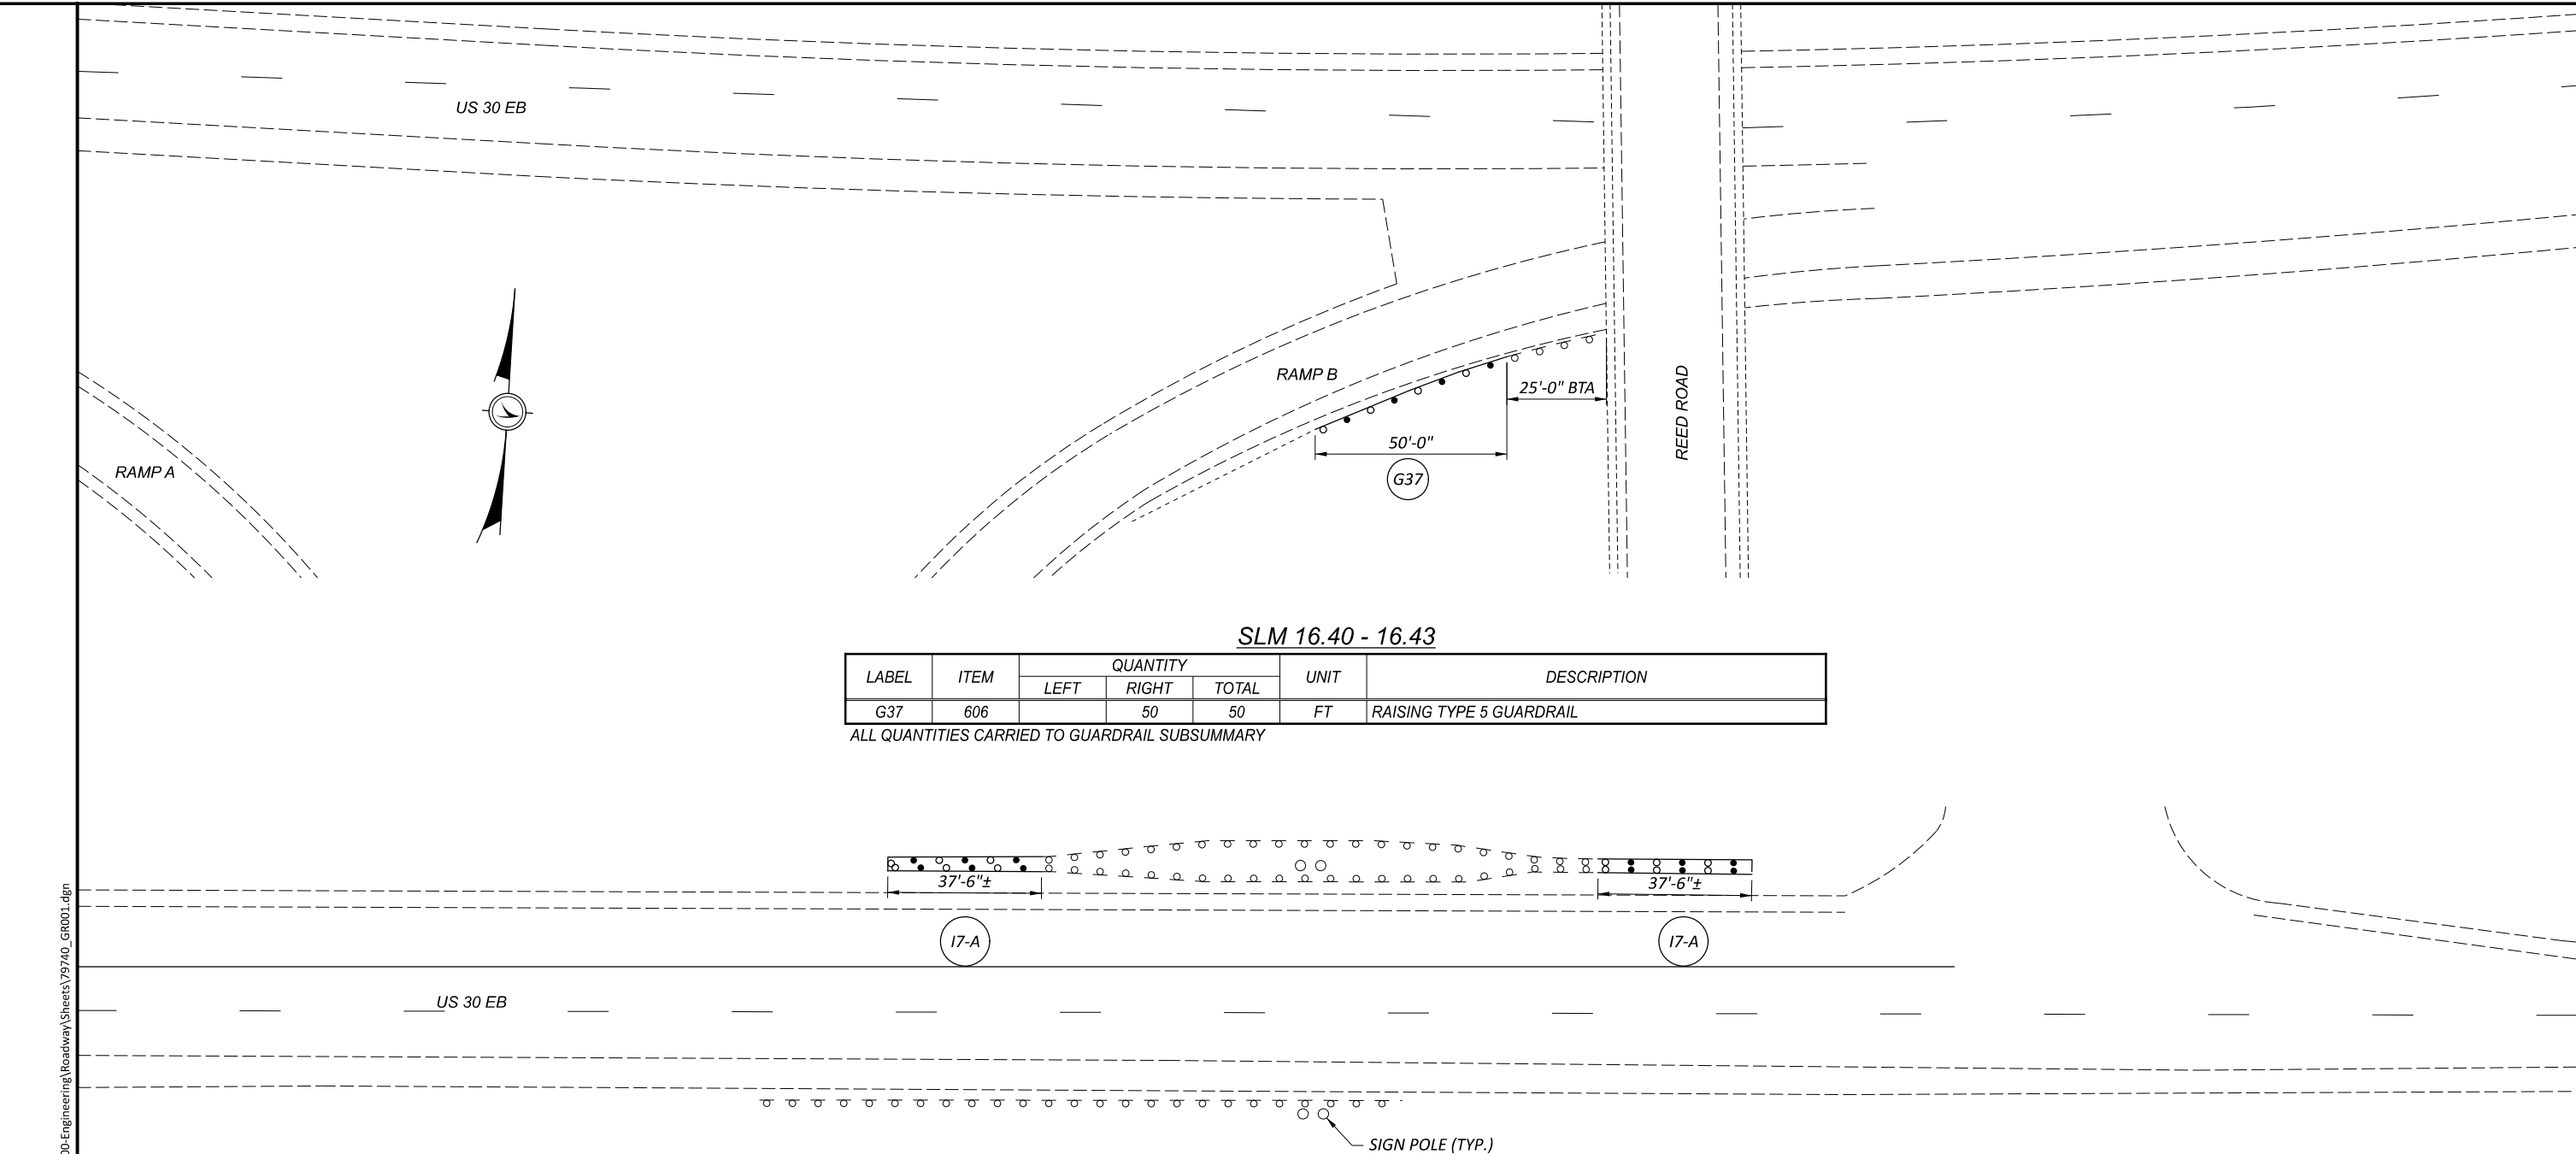 US 30 EB
RAMP A
RAMP B
25'-0" BTA
50'-0"
G37
REED ROAD
SLM 16.40 - 16.43
LABEL ITEM QUANTITY UNIT DESCRIPTION
LEFT RIGHT TOTAL
G37 606 50 50 FT RAISING TYPE 5 GUARDRAIL
ALL QUANTITIES CARRIED TO GUARDRAIL SUBSUMMARY
37'-6"±
37'-6"±
I7-A
I7-A
US 30 EB
SIGN POLE (TYP.)
00-Engineering\Roadway\Sheets\79740_GR001.dgn